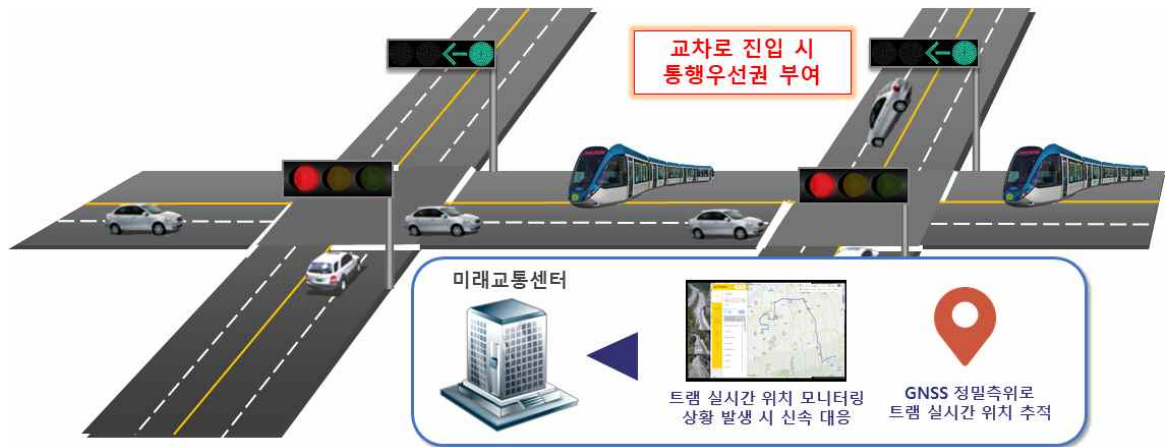 교차로 진입 시
통행우선권 부여
미래교통센터
트램 실시간 위치 모니터링
상황 발생 시 신속 대응
GNSS 정밀측위로
트램 실시간 위치 추적